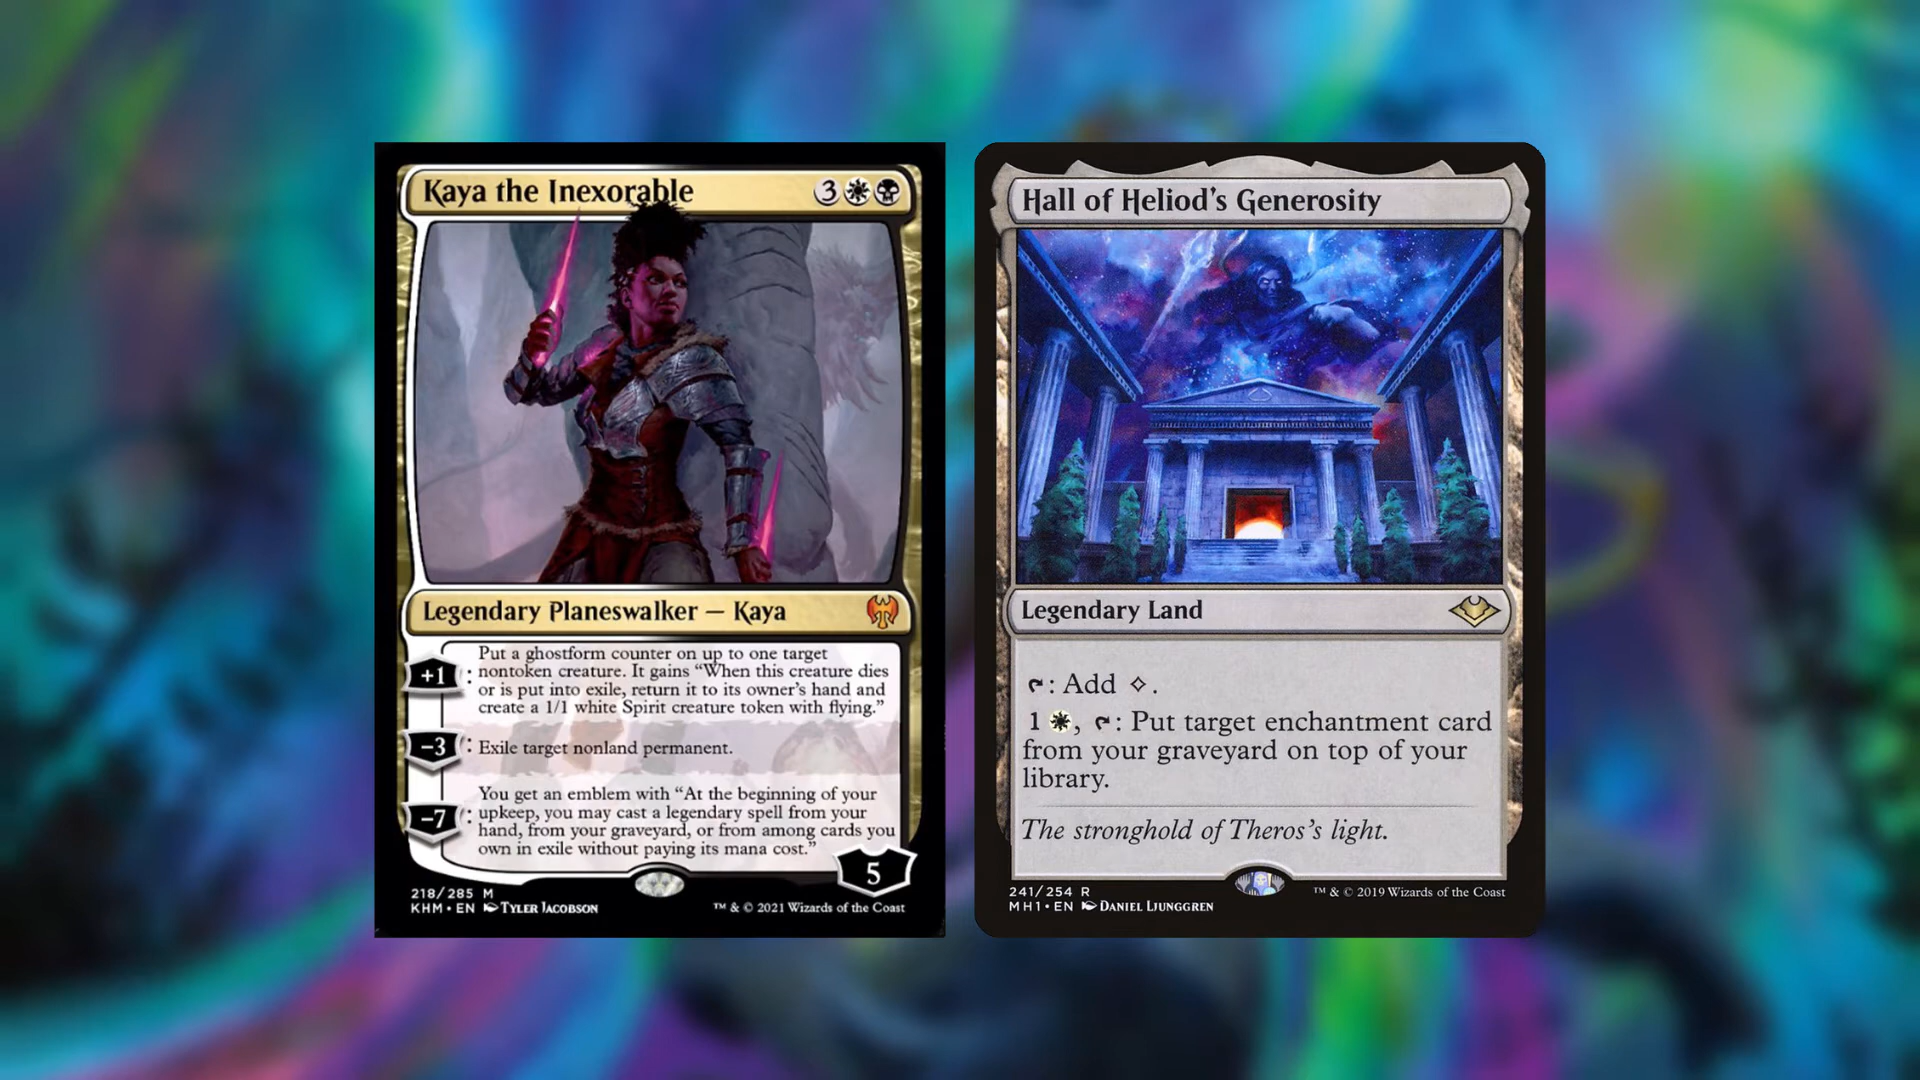 Kaya the Inexorable 3
Legendary Planeswalker — Kaya
+1: Put a ghostform counter on up to one target
nontoken creature. It gains “When this creature dies
or is put into exile, return it to its owner’s hand and
create a 1/1 white Spirit creature token with flying.”
−3: Exile target nonland permanent.
−7: You get an emblem with “At the beginning of your
upkeep, you may cast a legendary spell from your
hand, from your graveyard, or from among cards you
own in exile without paying its mana cost.”
5
218/285 M
KHM • EN Tyler Jacobson
™ & © 2021 Wizards of the Coast
Hall of Heliod's Generosity
Legendary Land
: Add .
1 , : Put target enchantment card
from your graveyard on top of your
library.
The stronghold of Theros’s light.
241/254 R
MH1 • EN Daniel Ljunggren
™ & © 2019 Wizards of the Coast